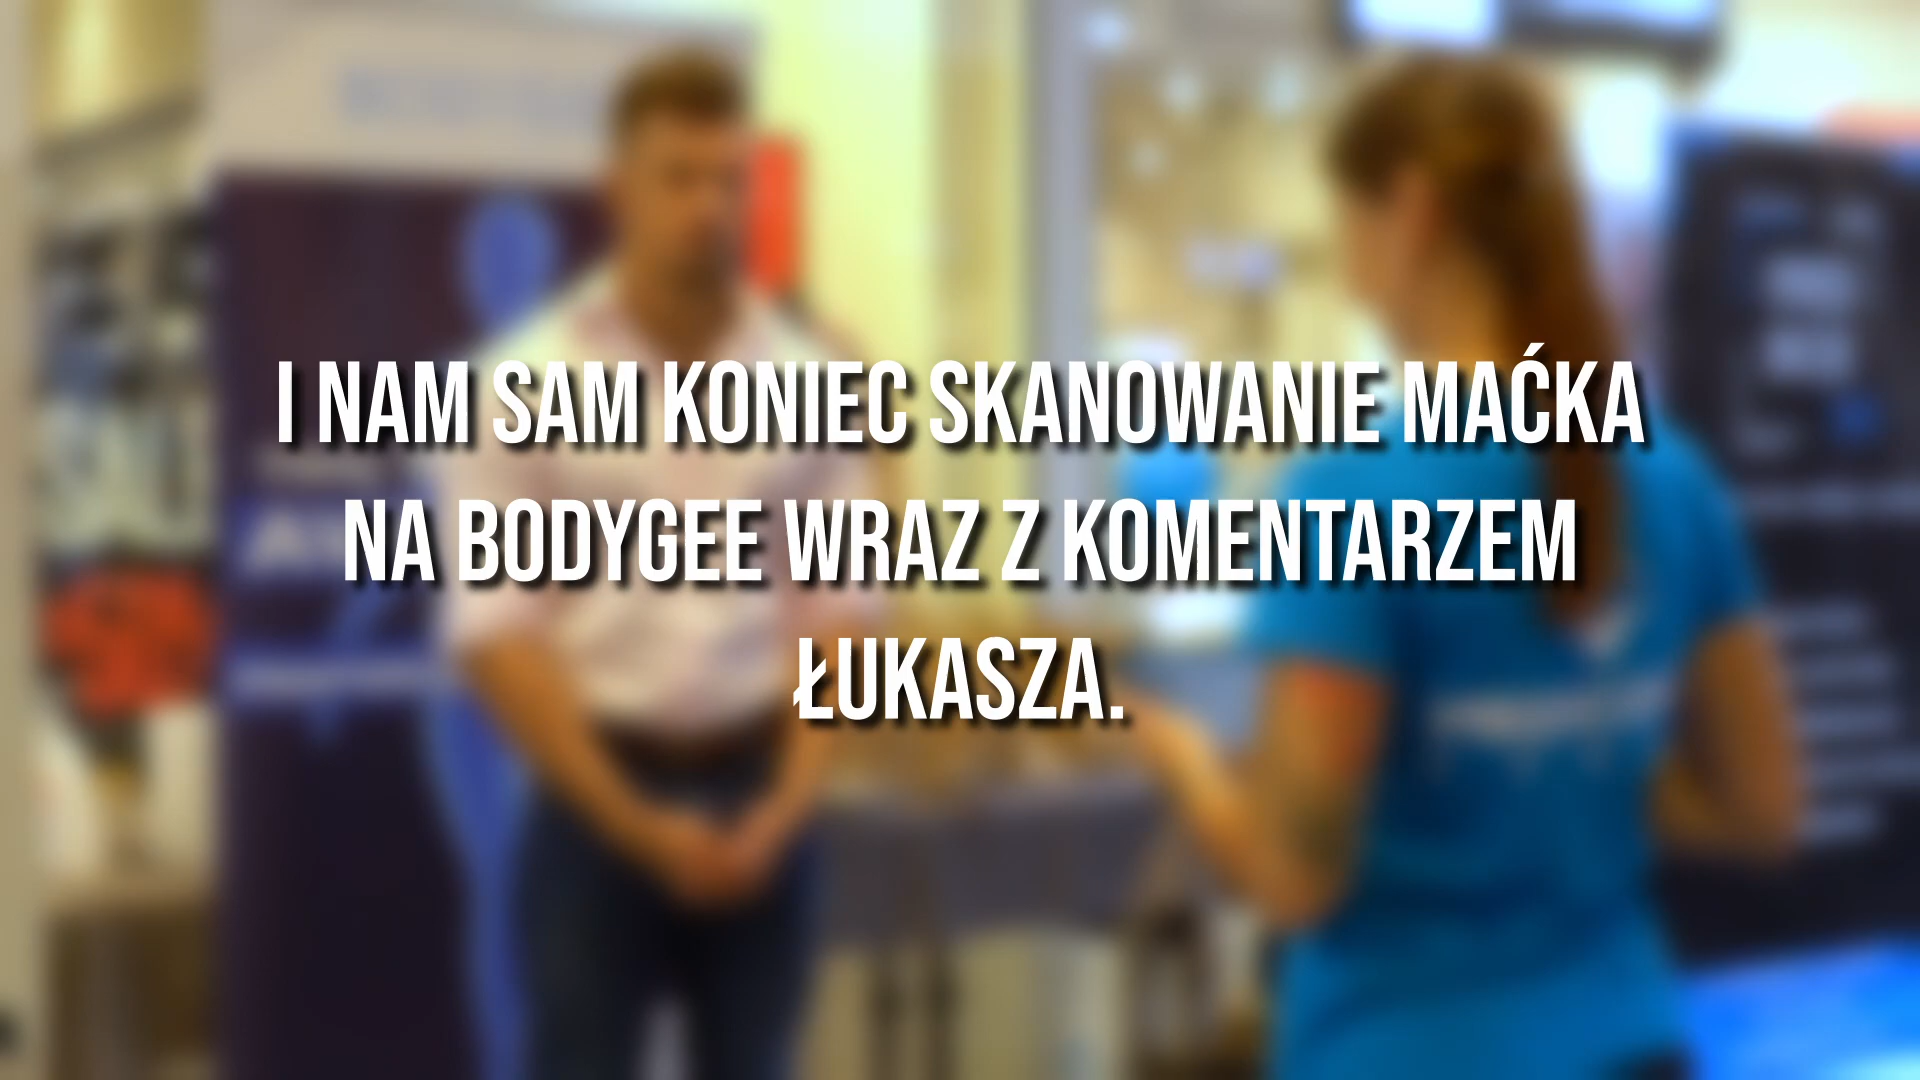 I NAM SAM KONIEC SKANOWANIE MAĆKA
NA BODYGEE WRAZ Z KOMENTARZEM
ŁUKASZA.